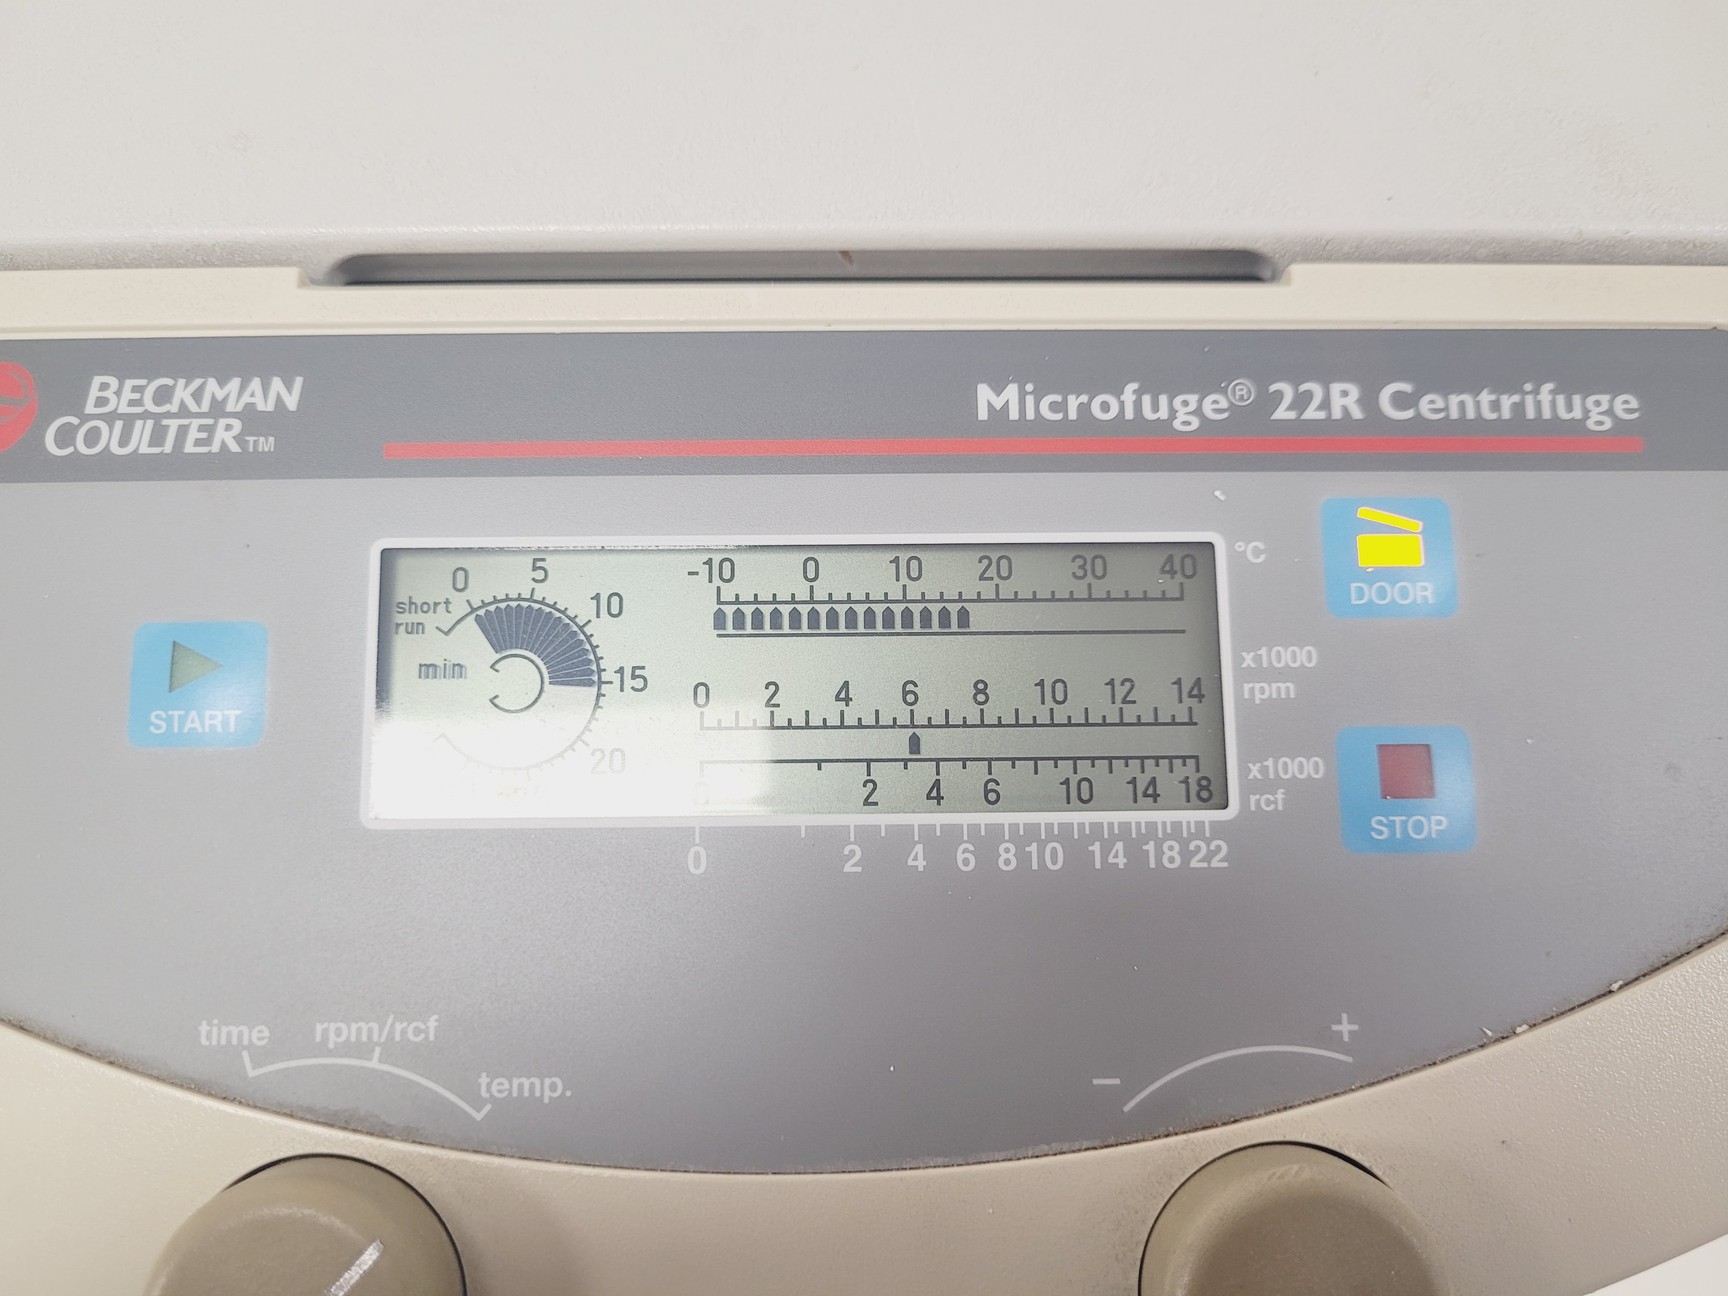 BECKMAN
COULTER™
Microfuge® 22R Centrifuge
START
short
run
min
0 5 10 15 20
-10 0 10 20 30 40
°C
0 2 4 6 8 10 12 14
x1000
rpm
2 4 6 10 14 18
x1000
rcf
0 2 4 6 8 10 14 18 22
DOOR
STOP
time rpm/rcf temp.
− +